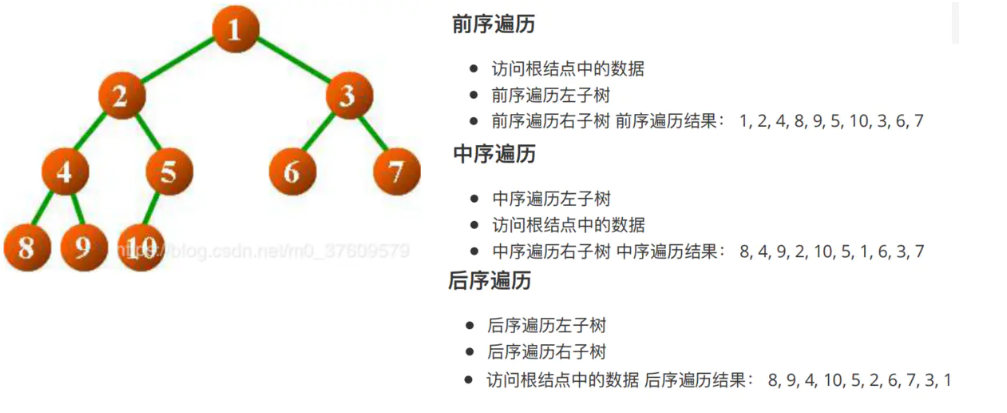 1
2
3
4
5
6
7
8
9
10
https://blog.csdn.net/m0_37609579
前序遍历
访问根结点中的数据
前序遍历左子树
前序遍历右子树 前序遍历结果： 1, 2, 4, 8, 9, 5, 10, 3, 6, 7
中序遍历
中序遍历左子树
访问根结点中的数据
中序遍历右子树 中序遍历结果： 8, 4, 9, 2, 10, 5, 1, 6, 3, 7
后序遍历
后序遍历左子树
后序遍历右子树
访问根结点中的数据 后序遍历结果： 8, 9, 4, 10, 5, 2, 6, 7, 3, 1